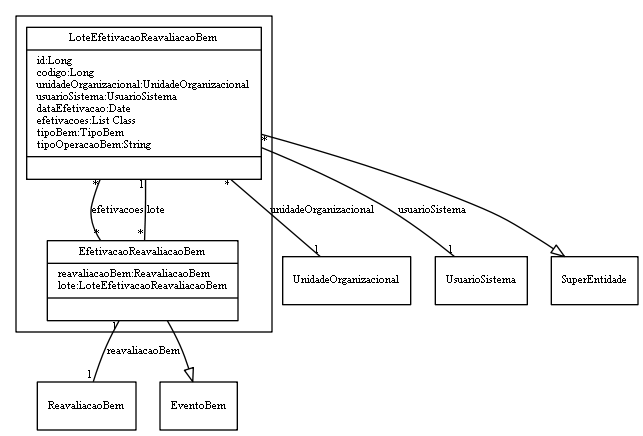 LoteEfetivacaoReavaliacaoBem
id:Long
codigo:Long
unidadeOrganizacional:UnidadeOrganizacional
usuarioSistema:UsuarioSistema
dataEfetivacao:Date
efetivacoes:List Class
tipoBem:TipoBem
tipoOperacaoBem:String
*
* 1 *
efetivacoes lote unidadeOrganizacional usuarioSistema
* * 1 1
EfetivacaoReavaliacaoBem
reavaliacaoBem:ReavaliacaoBem
lote:LoteEfetivacaoReavaliacaoBem
UnidadeOrganizacional
UsuarioSistema
SuperEntidade
1
reavaliacaoBem
1
ReavaliacaoBem
EventoBem